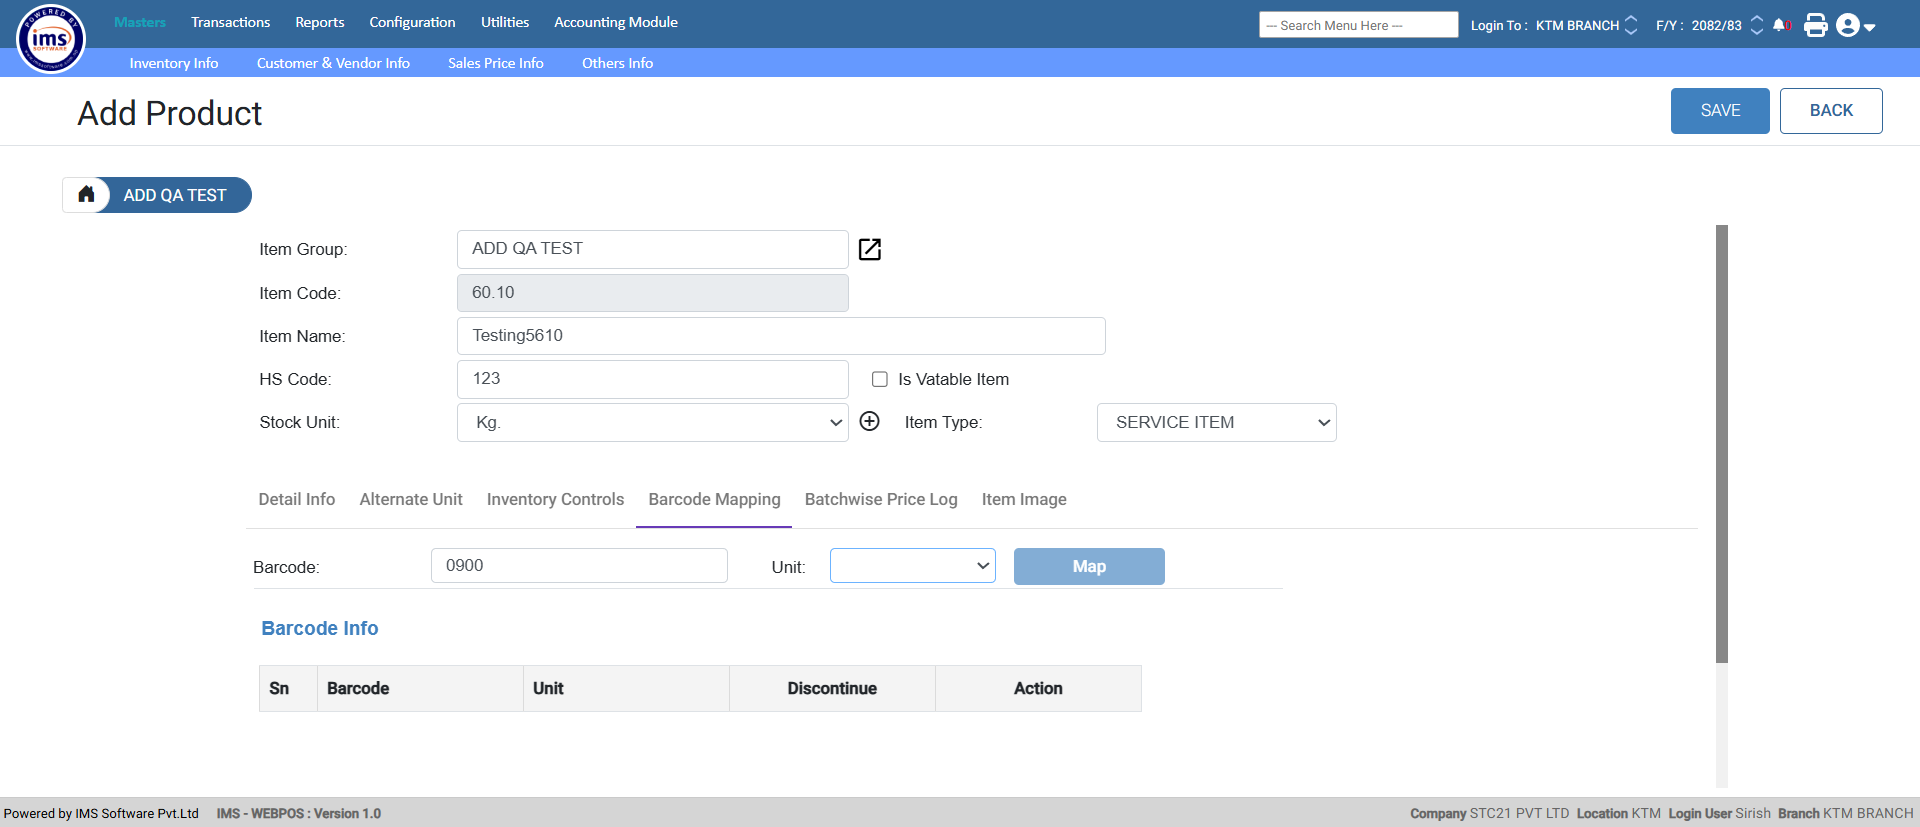 POWERED BY
ims
SOFTWARE
Masters Transactions Reports Configuration Utilities Accounting Module
--- Search Menu Here --- Login To : KTM BRANCH F/Y : 2082/83 0
Inventory Info Customer & Vendor Info Sales Price Info Others Info
Add Product SAVE BACK
ADD QA TEST
Item Group: ADD QA TEST
Item Code: 60.10
Item Name: Testing5610
HS Code: 123 Is Vatable Item
Stock Unit: Kg. Item Type: SERVICE ITEM
Detail Info Alternate Unit Inventory Controls Barcode Mapping Batchwise Price Log Item Image
Barcode: 0900 Unit: Map
Barcode Info
Sn Barcode Unit Discontinue Action
Powered by IMS Software Pvt.Ltd IMS - WEBPOS : Version 1.0 Company STC21 PVT LTD Location KTM Login User Sirish Branch KTM BRANCH